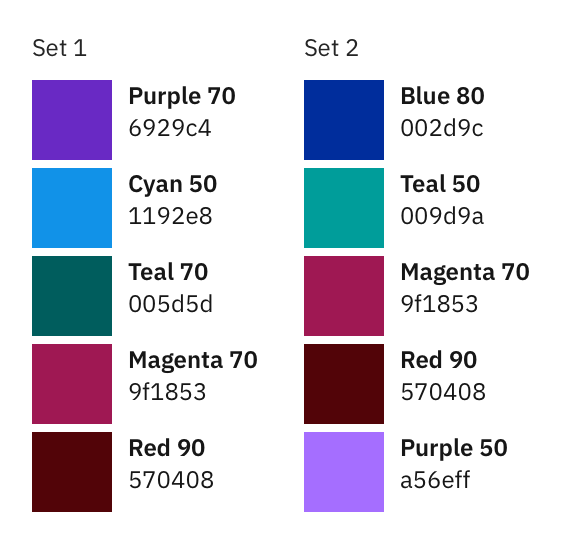 Set 1
Purple 70
6929c4
Cyan 50
1192e8
Teal 70
005d5d
Magenta 70
9f1853
Red 90
570408
Set 2
Blue 80
002d9c
Teal 50
009d9a
Magenta 70
9f1853
Red 90
570408
Purple 50
a56eff